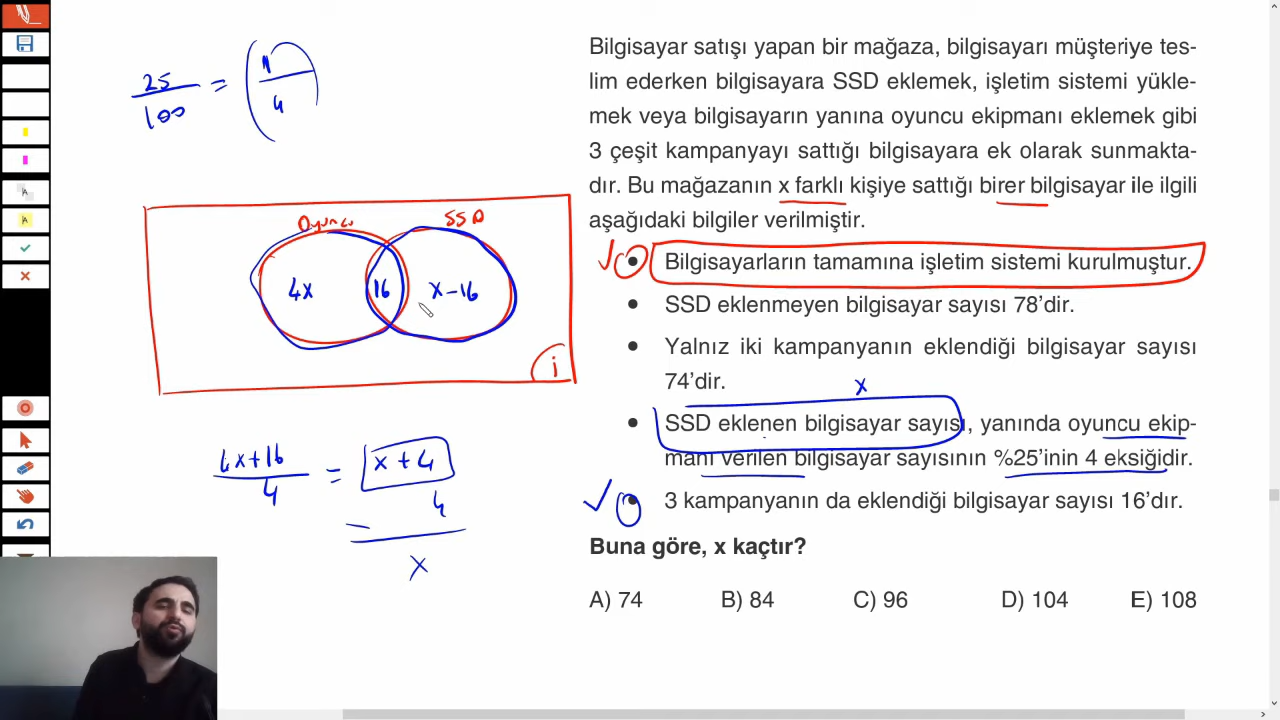 25
100
=
1
4
Oyuncu
SSD
4x
16
x-16
i
4x+16
4
=
x+4
4
x
Bilgisayar satışı yapan bir mağaza, bilgisayarı müşteriye tes-
lim ederken bilgisayara SSD eklemek, işletim sistemi yükle-
mek veya bilgisayarın yanına oyuncu ekipmanı eklemek gibi
3 çeşit kampanyayı sattığı bilgisayara ek olarak sunmakta-
dır. Bu mağazanın x farklı kişiye sattığı birer bilgisayar ile ilgili
aşağıdaki bilgiler verilmiştir.
• Bilgisayarların tamamına işletim sistemi kurulmuştur.
• SSD eklenmeyen bilgisayar sayısı 78'dir.
• Yalnız iki kampanyanın eklendiği bilgisayar sayısı
74'dir.
x
• SSD eklenen bilgisayar sayısı, yanında oyuncu ekip-
manı verilen bilgisayar sayısının %25'inin 4 eksiğidir.
• 3 kampanyanın da eklendiği bilgisayar sayısı 16'dır.
Buna göre, x kaçtır?
A) 74 B) 84 C) 96 D) 104 E) 108